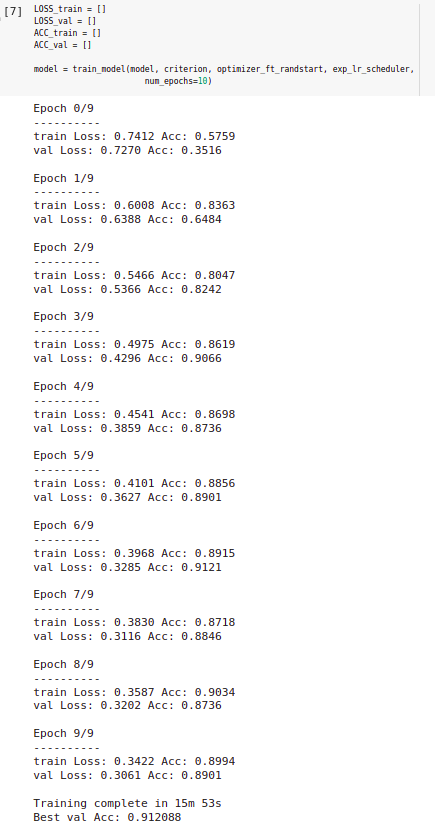 [7] LOSS_train = []
LOSS_val = []
ACC_train = []
ACC_val = []
model = train_model(model, criterion, optimizer_ft_randstart, exp_lr_scheduler,
num_epochs=10)
Epoch 0/9
----------
train Loss: 0.7412 Acc: 0.5759
val Loss: 0.7270 Acc: 0.3516
Epoch 1/9
----------
train Loss: 0.6008 Acc: 0.8363
val Loss: 0.6388 Acc: 0.6484
Epoch 2/9
----------
train Loss: 0.5466 Acc: 0.8047
val Loss: 0.5366 Acc: 0.8242
Epoch 3/9
----------
train Loss: 0.4975 Acc: 0.8619
val Loss: 0.4296 Acc: 0.9066
Epoch 4/9
----------
train Loss: 0.4541 Acc: 0.8698
val Loss: 0.3859 Acc: 0.8736
Epoch 5/9
----------
train Loss: 0.4101 Acc: 0.8856
val Loss: 0.3627 Acc: 0.8901
Epoch 6/9
----------
train Loss: 0.3968 Acc: 0.8915
val Loss: 0.3285 Acc: 0.9121
Epoch 7/9
----------
train Loss: 0.3830 Acc: 0.8718
val Loss: 0.3116 Acc: 0.8846
Epoch 8/9
----------
train Loss: 0.3587 Acc: 0.9034
val Loss: 0.3202 Acc: 0.8736
Epoch 9/9
----------
train Loss: 0.3422 Acc: 0.8994
val Loss: 0.3061 Acc: 0.8901
Training complete in 15m 53s
Best val Acc: 0.912088